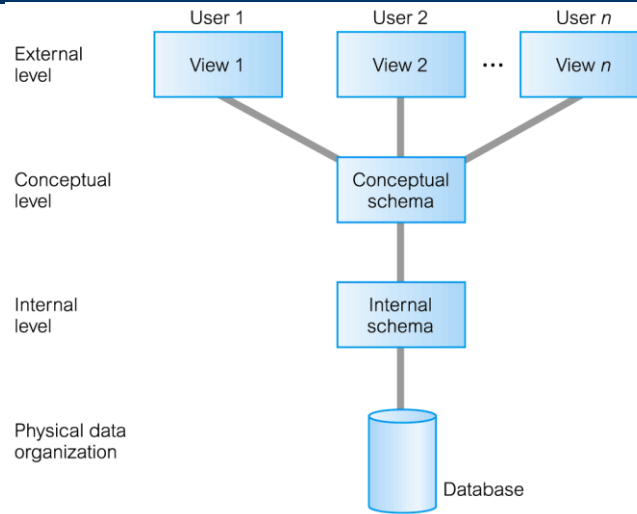 User 1
User 2
User n
External
level
View 1
View 2
...
View n
Conceptual
level
Conceptual
schema
Internal
level
Internal
schema
Physical data
organization
Database